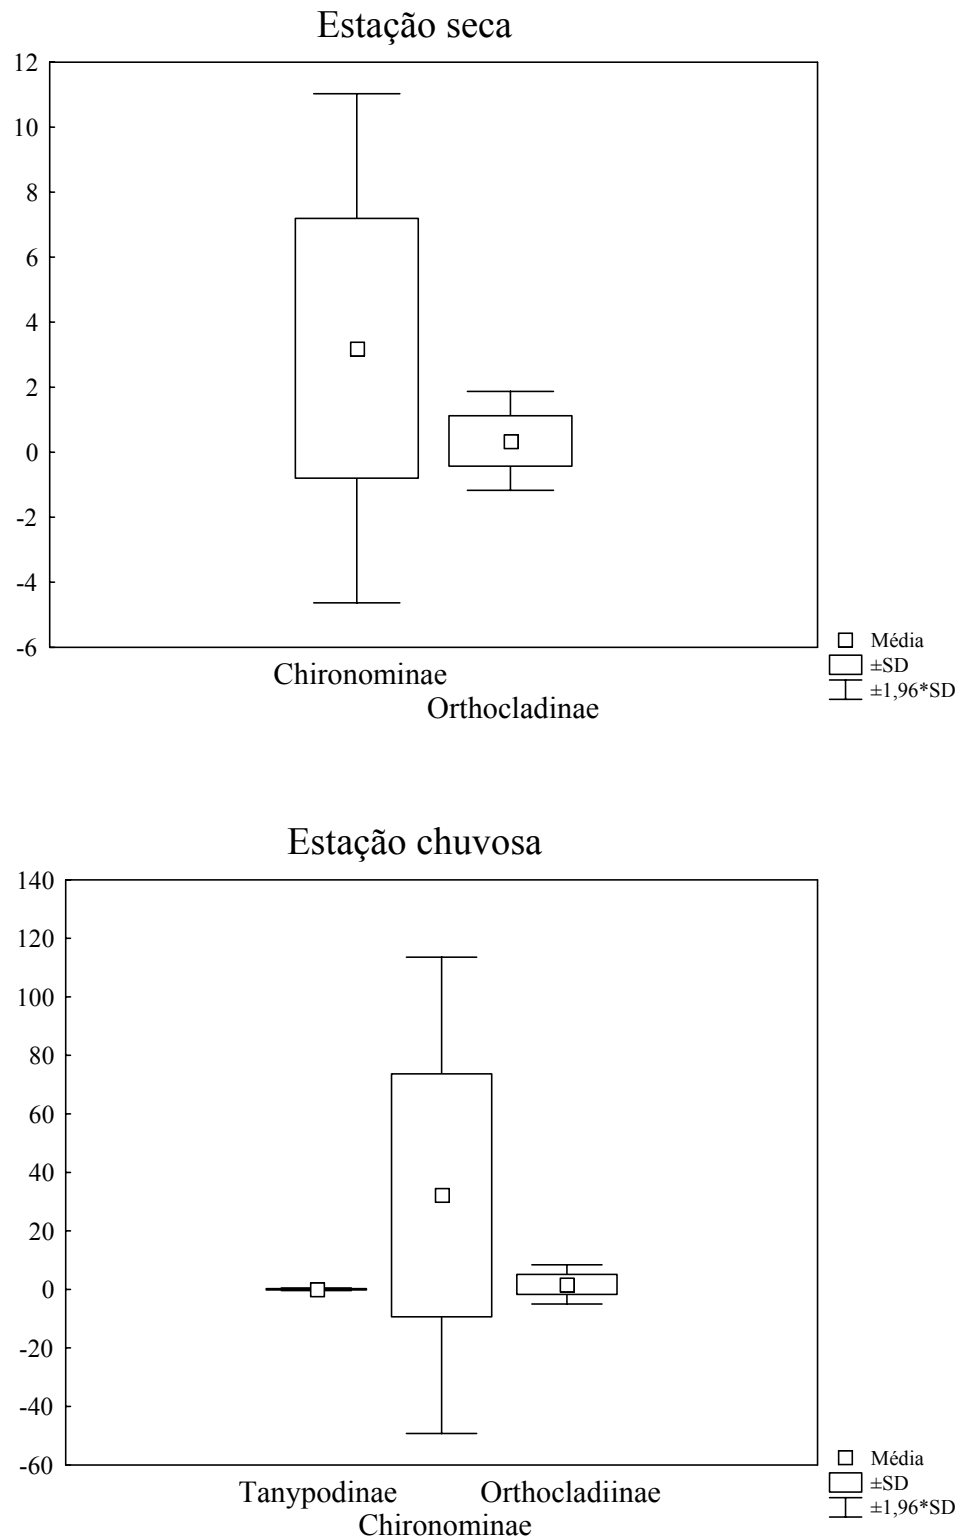 Estação seca
12
10
8
6
4
2
0
-2
-4
-6
Chironominae
Orthocladinae
Média
±SD
±1,96*SD
Estação chuvosa
140
120
100
80
60
40
20
0
-20
-40
-60
Tanypodinae Orthocladiinae
Chironominae
Média
±SD
±1,96*SD